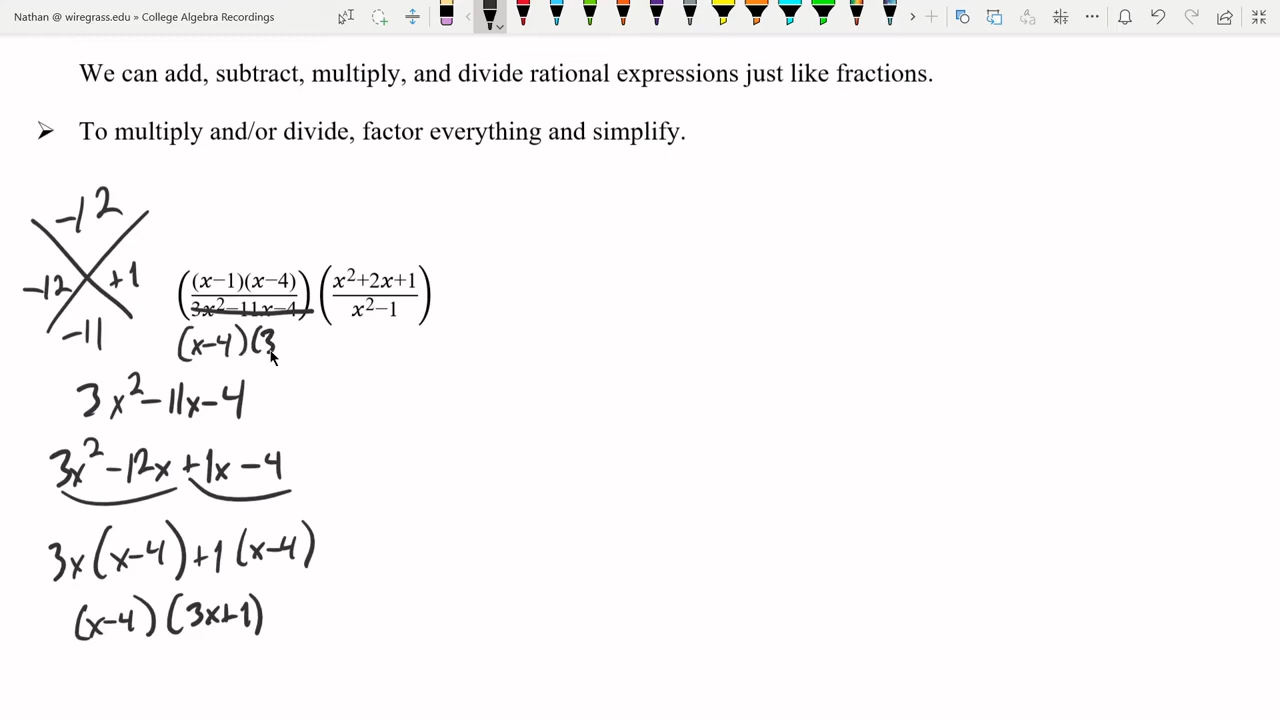 Nathan @ wiregrass.edu » College Algebra Recordings
We can add, subtract, multiply, and divide rational expressions just like fractions.
➢ To multiply and/or divide, factor everything and simplify.
-12
-12 +1
-11
((x−1)(x−4) / 3x²−11x−4) (x²+2x+1 / x²−1)
(x-4)(3
3x²-11x-4
3x²-12x+1x-4
3x(x-4)+1(x-4)
(x-4)(3x+1)